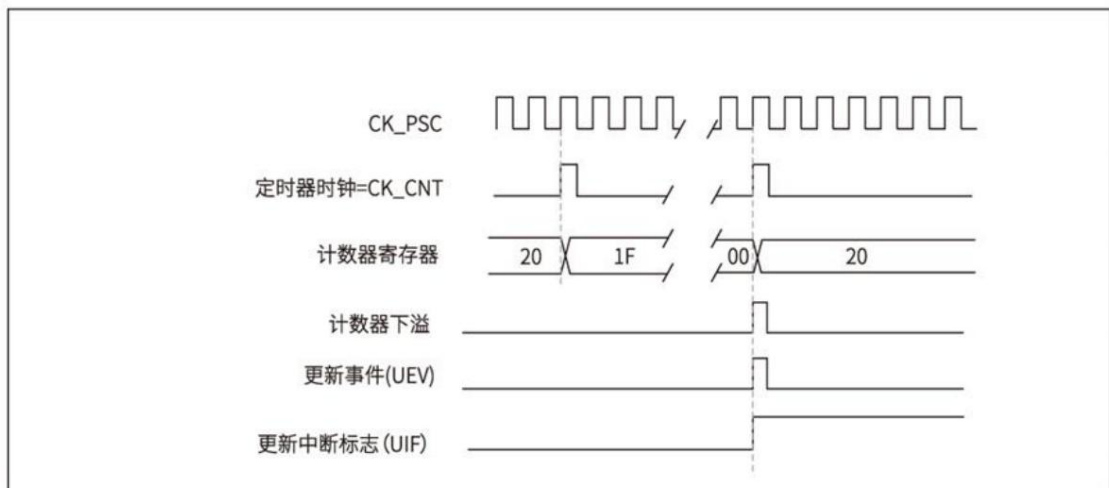 CK_PSC
定时器时钟=CK_CNT
计数器寄存器 20 1F 00 20
计数器下溢
更新事件(UEV)
更新中断标志(UIF)